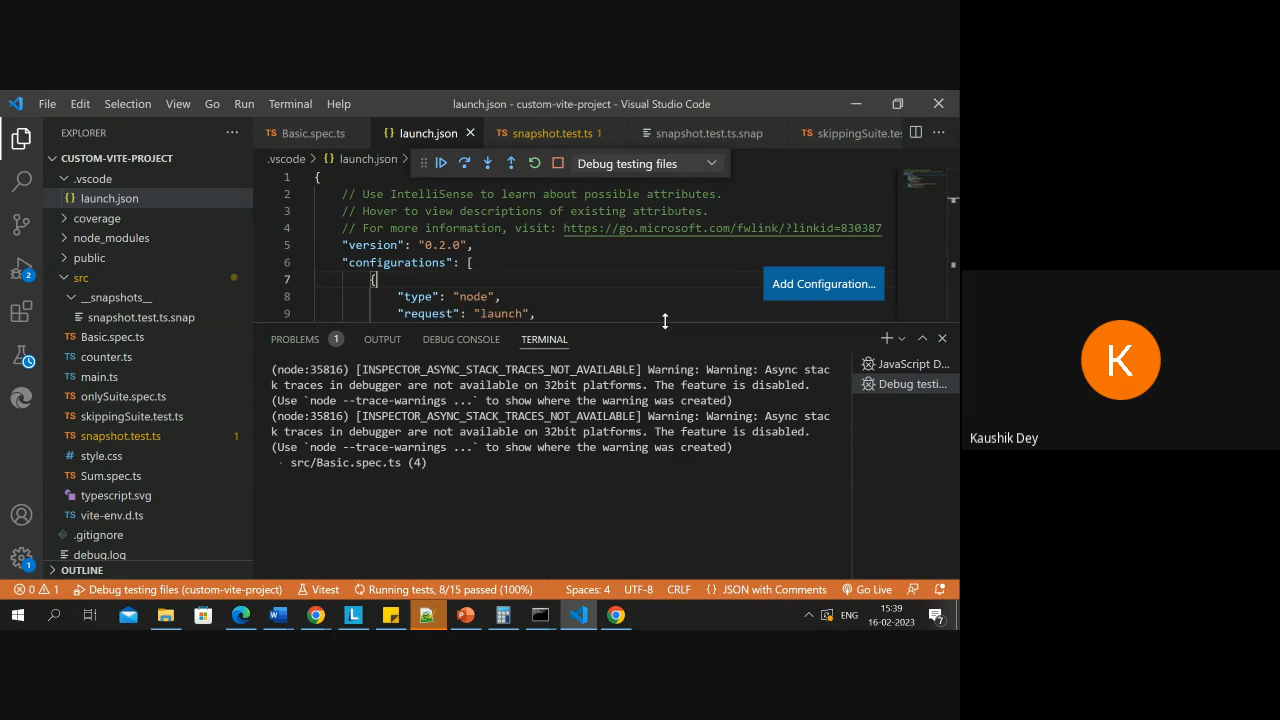 File Edit Selection View Go Run Terminal Help
launch.json - custom-vite-project - Visual Studio Code
EXPLORER
CUSTOM-VITE-PROJECT
.vscode
launch.json
coverage
node_modules
public
src
__snapshots__
snapshot.test.ts.snap
TS Basic.spec.ts
TS counter.ts
TS main.ts
TS onlySuite.spec.ts
TS skippingSuite.test.ts
TS snapshot.test.ts 1
# style.css
TS Sum.spec.ts
typescript.svg
TS vite-env.d.ts
.gitignore
debug.log
OUTLINE
2
1
TS Basic.spec.ts {} launch.json TS snapshot.test.ts 1 snapshot.test.ts.snap TS skippingSuite.tes
.vscode > {} launch.json >
Debug testing files
1 {
2 // Use IntelliSense to learn about possible attributes.
3 // Hover to view descriptions of existing attributes.
4 // For more information, visit: https://go.microsoft.com/fwlink/?linkid=830387
5 "version": "0.2.0",
6 "configurations": [
7 {
8 "type": "node",
9 "request": "launch",
Add Configuration...
PROBLEMS 1 OUTPUT DEBUG CONSOLE TERMINAL
(node:35816) [INSPECTOR_ASYNC_STACK_TRACES_NOT_AVAILABLE] Warning: Warning: Async stac
k traces in debugger are not available on 32bit platforms. The feature is disabled.
(Use `node --trace-warnings ...` to show where the warning was created)
(node:35816) [INSPECTOR_ASYNC_STACK_TRACES_NOT_AVAILABLE] Warning: Warning: Async stac
k traces in debugger are not available on 32bit platforms. The feature is disabled.
(Use `node --trace-warnings ...` to show where the warning was created)
· src/Basic.spec.ts (4)
JavaScript D...
Debug testi...
0 1 Debug testing files (custom-vite-project) Vitest Running tests, 8/15 passed (100%) Spaces: 4 UTF-8 CRLF {} JSON with Comments Go Live
ENG
15:39
16-02-2023
7
K
Kaushik Dey